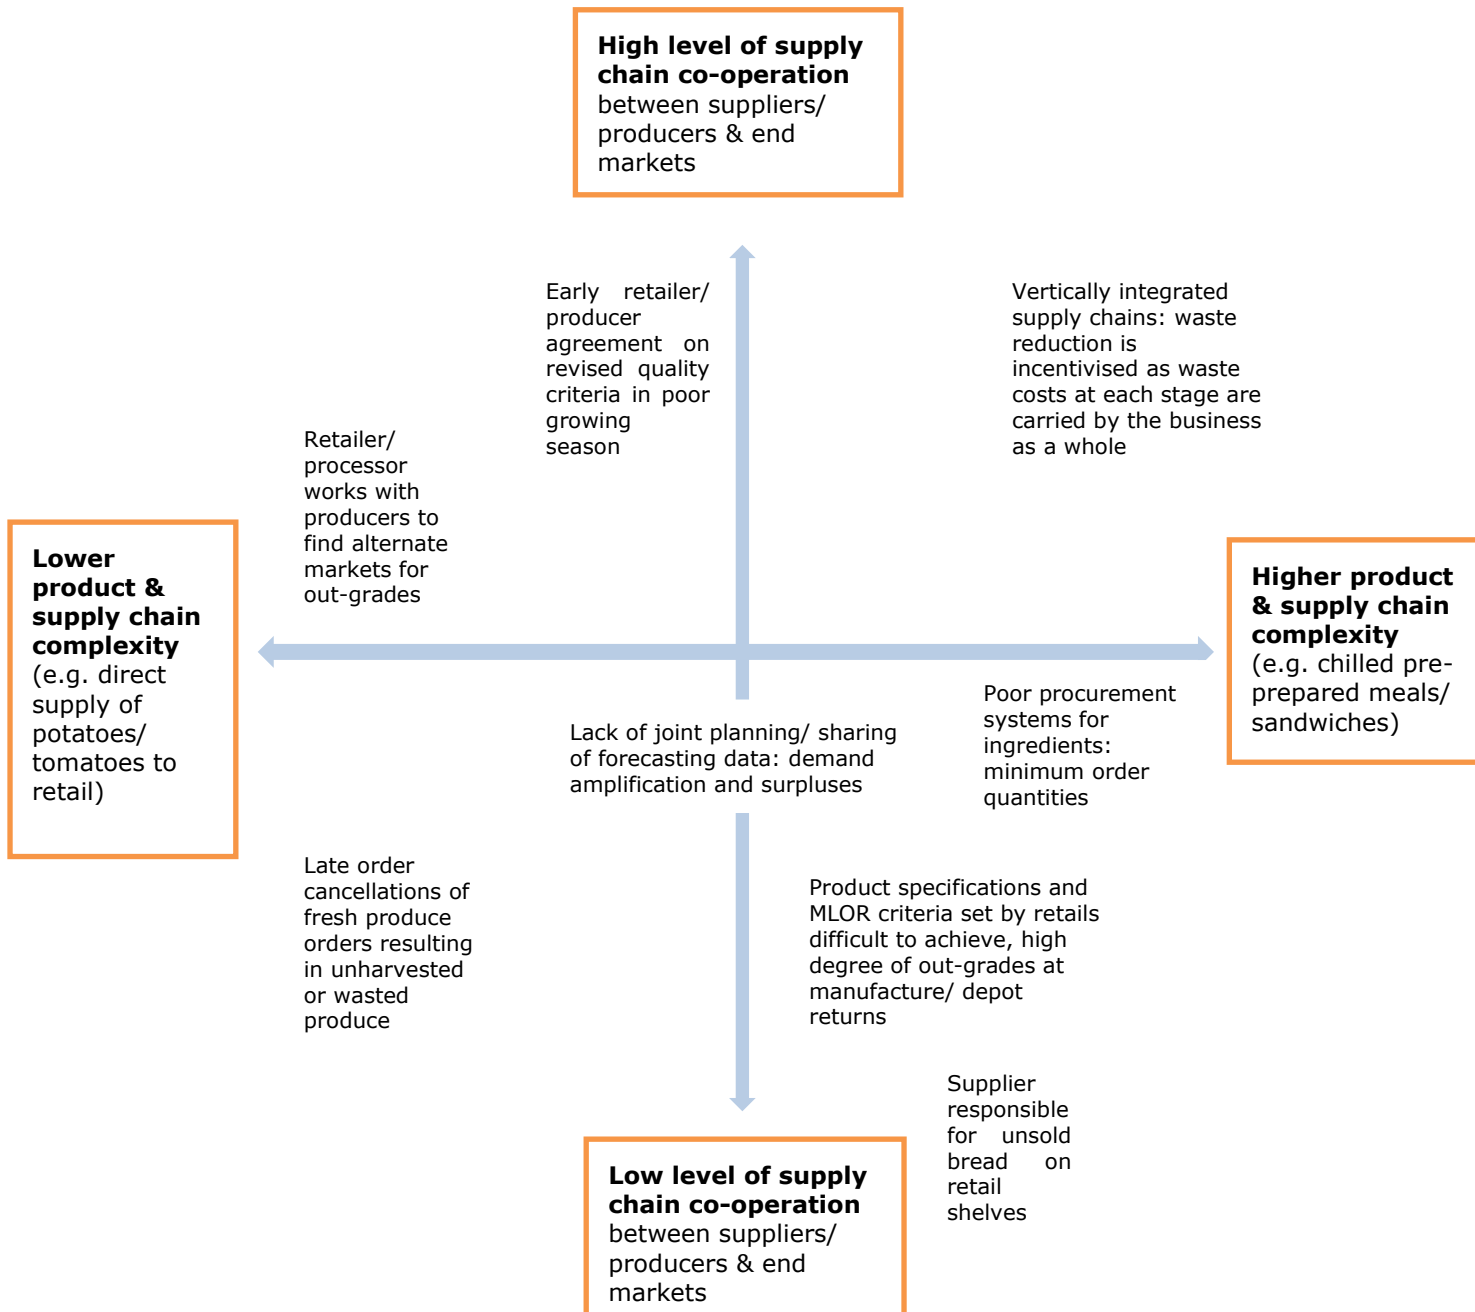 High level of supply
chain co-operation
between suppliers/
producers & end
markets
Early retailer/
producer
agreement on
revised quality
criteria in poor
growing
season
Vertically integrated
supply chains: waste
reduction is
incentivised as waste
costs at each stage are
carried by the business
as a whole
Retailer/
processor
works with
producers to
find alternate
markets for
out-grades
Lower
product &
supply chain
complexity
(e.g. direct
supply of
potatoes/
tomatoes to
retail)
Higher product
& supply chain
complexity
(e.g. chilled pre-
prepared meals/
sandwiches)
Lack of joint planning/ sharing
of forecasting data: demand
amplification and surpluses
Poor procurement
systems for
ingredients:
minimum order
quantities
Late order
cancellations of
fresh produce
orders resulting
in unharvested
or wasted
produce
Product specifications and
MLOR criteria set by retails
difficult to achieve, high
degree of out-grades at
manufacture/ depot
returns
Supplier
responsible
for unsold
bread on
retail
shelves
Low level of supply
chain co-operation
between suppliers/
producers & end
markets